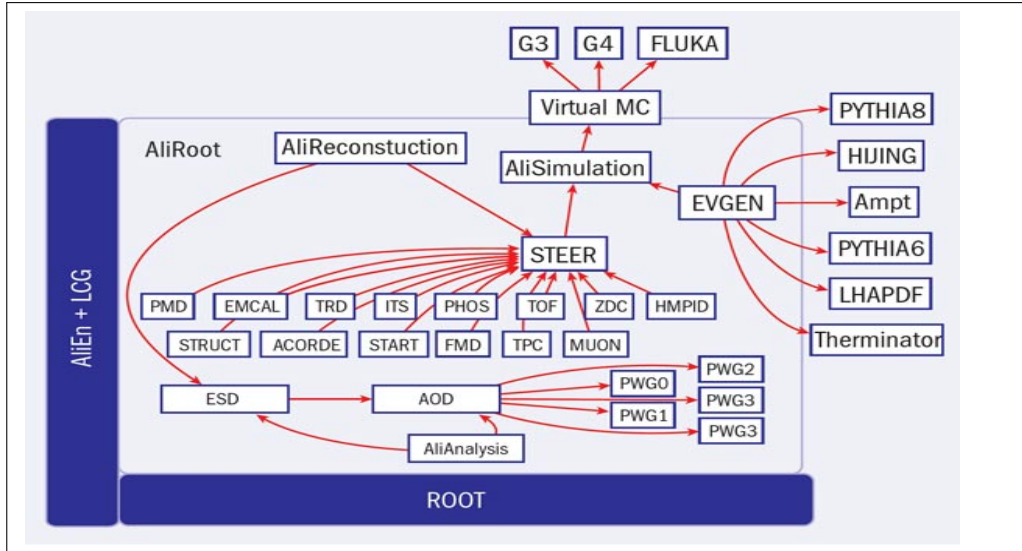 G3 G4 FLUKA
Virtual MC
PYTHIA8
AliRoot
AliReconstuction
HIJING
AliSimulation
EVGEN
Ampt
STEER
PYTHIA6
LHAPDF
PMD EMCAL TRD ITS PHOS TOF ZDC HMPID
STRUCT ACORDE START FMD TPC MUON
Therminator
AliEn + LCG
PWG2
PWG0
ESD
AOD
PWG3
PWG1
PWG3
AliAnalysis
ROOT